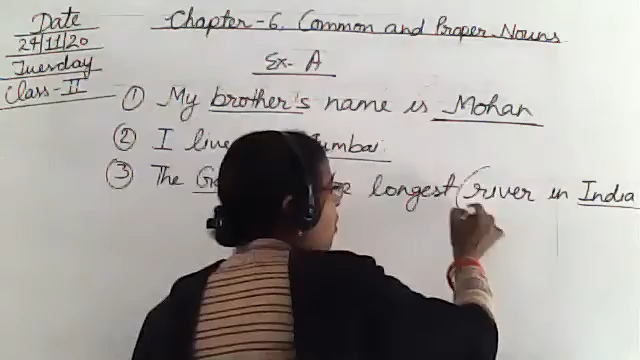 Date
24/11/20
Tuesday
Class-II
Chapter-6. Common and Proper Nouns
Ex- A
① My brother's name is Mohan
② I live Mumbai.
③ The longest (river in India